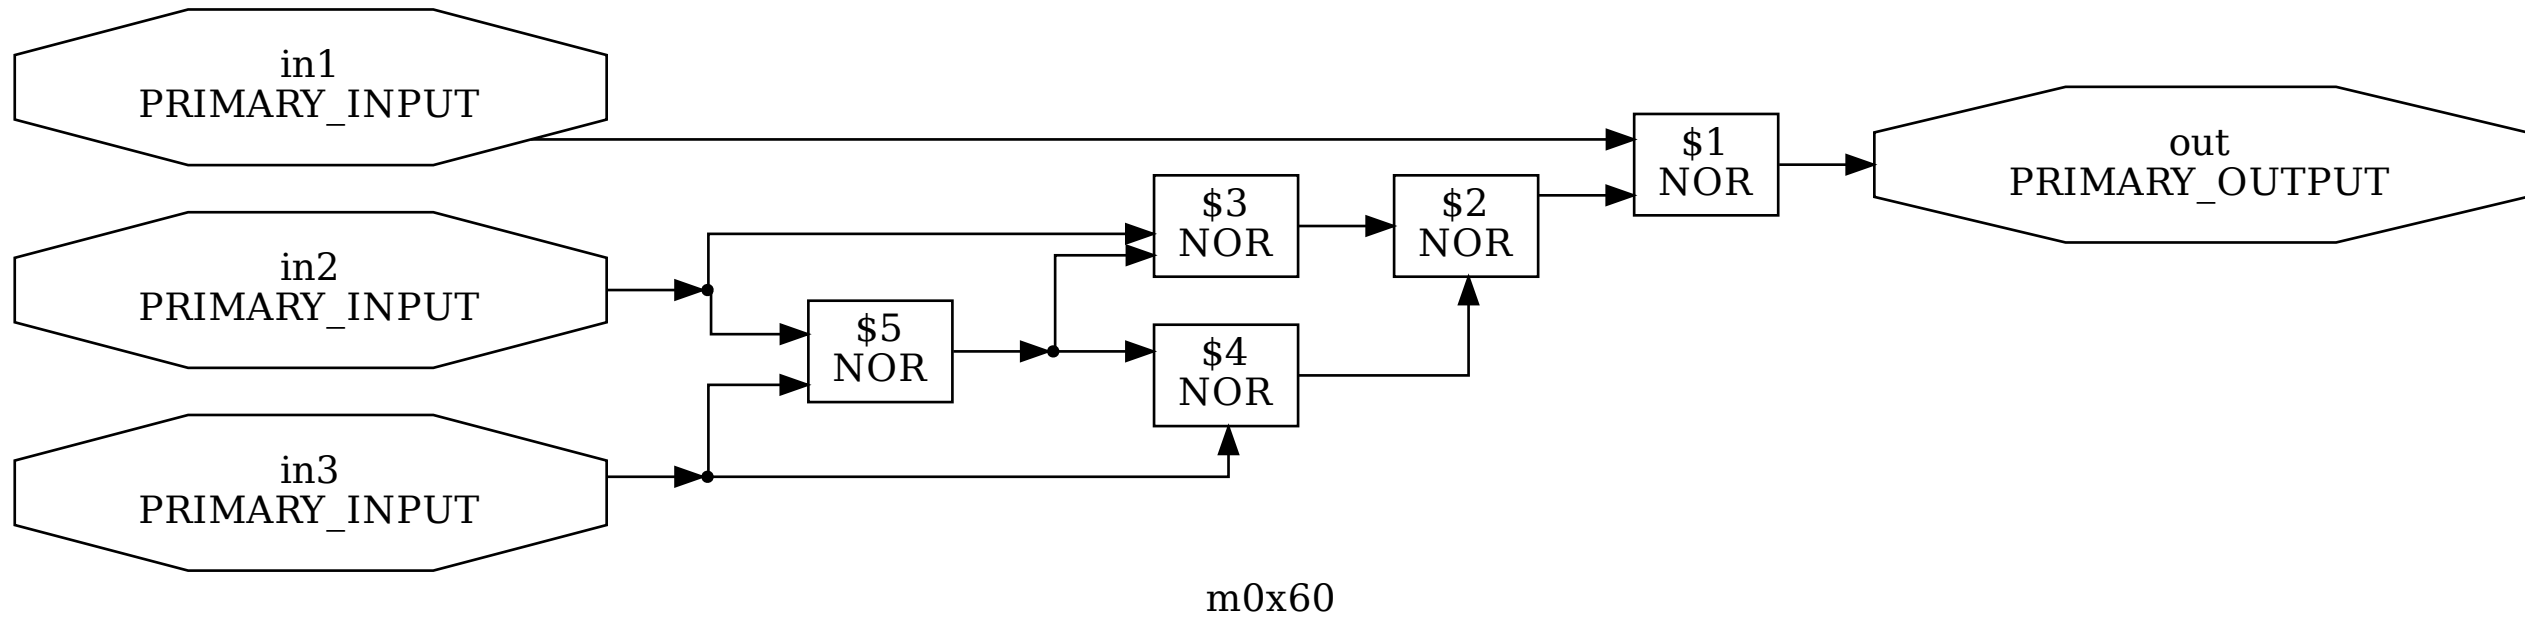 in1
PRIMARY_INPUT
in2
PRIMARY_INPUT
in3
PRIMARY_INPUT
$5
NOR
$3
NOR
$4
NOR
$2
NOR
$1
NOR
out
PRIMARY_OUTPUT
m0x60